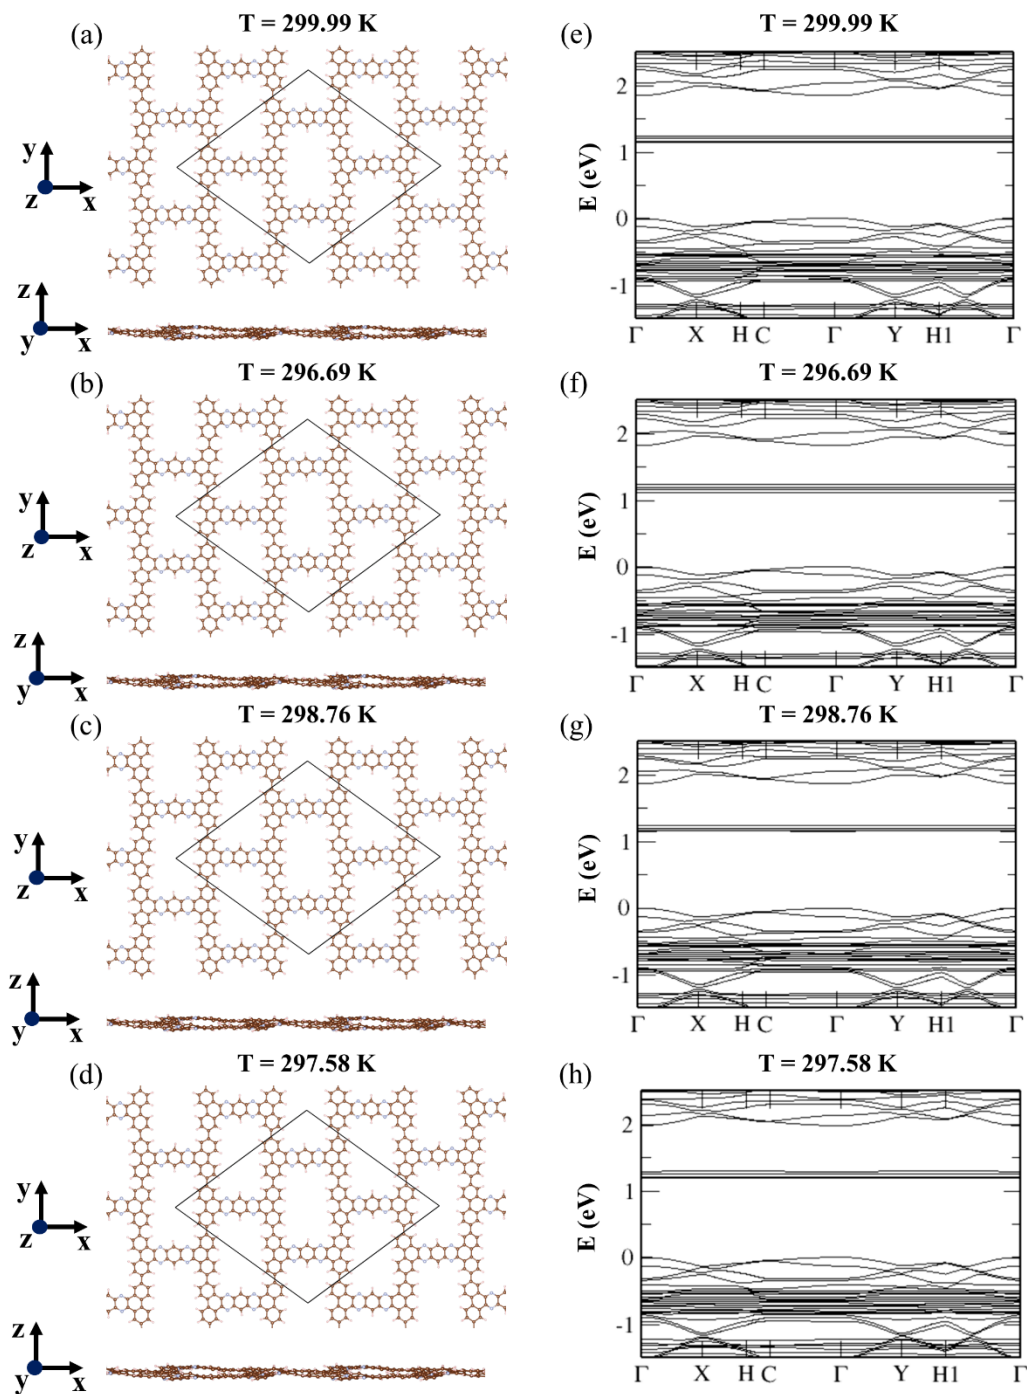 (a)
T = 299.99 K
y
z
x
z
y
x
(e)
T = 299.99 K
E (eV)
2
1
0
-1
Γ X H C Γ Y H1 Γ
(b)
T = 296.69 K
y
z
x
z
y
x
(f)
T = 296.69 K
E (eV)
2
1
0
-1
Γ X H C Γ Y H1 Γ
(c)
T = 298.76 K
y
z
x
z
y
x
(g)
T = 298.76 K
E (eV)
2
1
0
-1
Γ X H C Γ Y H1 Γ
(d)
T = 297.58 K
y
z
x
z
y
x
(h)
T = 297.58 K
E (eV)
2
1
0
-1
Γ X H C Γ Y H1 Γ